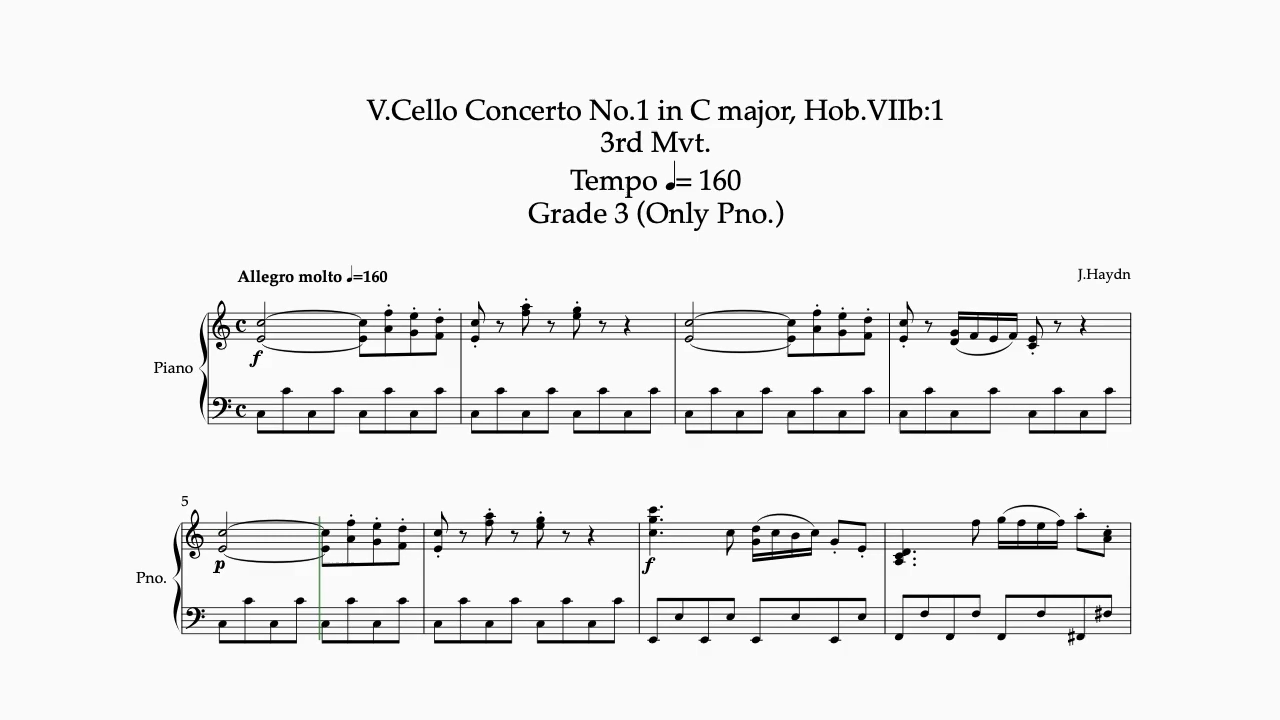 V.Cello Concerto No.1 in C major, Hob.VIIb:1
3rd Mvt.
Tempo ♩= 160
Grade 3 (Only Pno.)
Allegro molto ♩=160
J.Haydn
Piano
f
5
Pno.
p
f